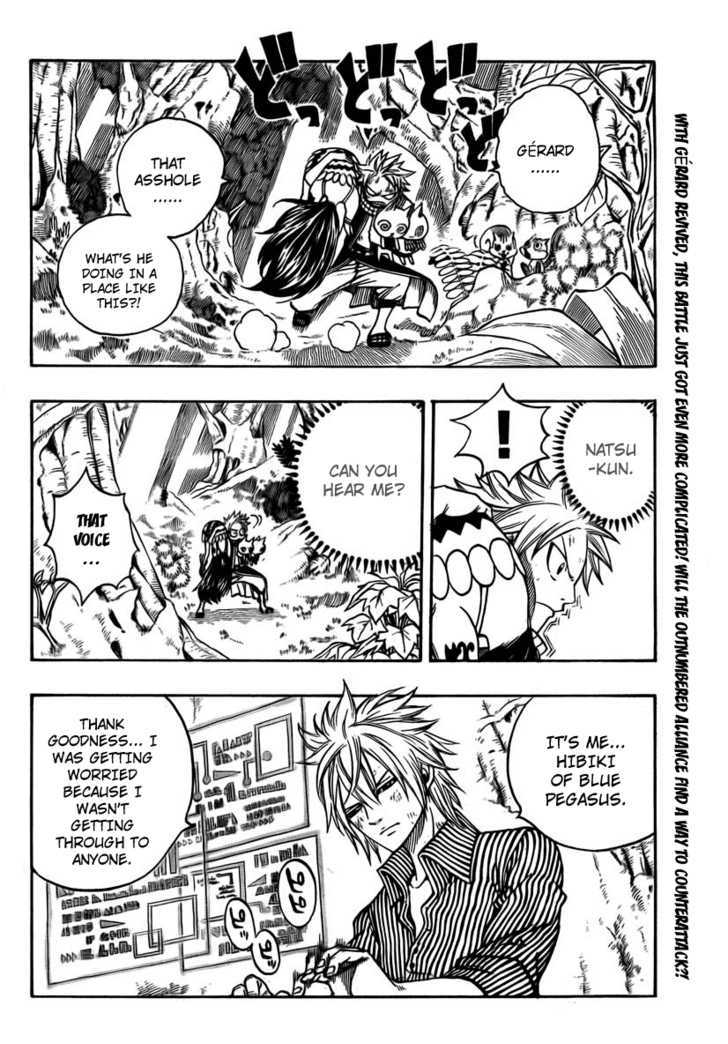 WITH GÉRARD REVIVED, THIS BATTLE JUST GOT EVEN MORE COMPLICATED! WILL THE OUTNUMBERED ALLIANCE FIND A WAY TO COUNTERATTACK?!
どっ どっ どっ
GÉRARD
......
THAT
ASSHOLE
......
WHAT'S HE
DOING IN A
PLACE LIKE
THIS?!
NATSU
-KUN.
!
CAN YOU
HEAR ME?
THAT
VOICE
...
IT'S ME...
HIBIKI
OF BLUE
PEGASUS.
THANK
GOODNESS... I
WAS GETTING
WORRIED
BECAUSE I
WASN'T
GETTING
THROUGH TO
ANYONE.